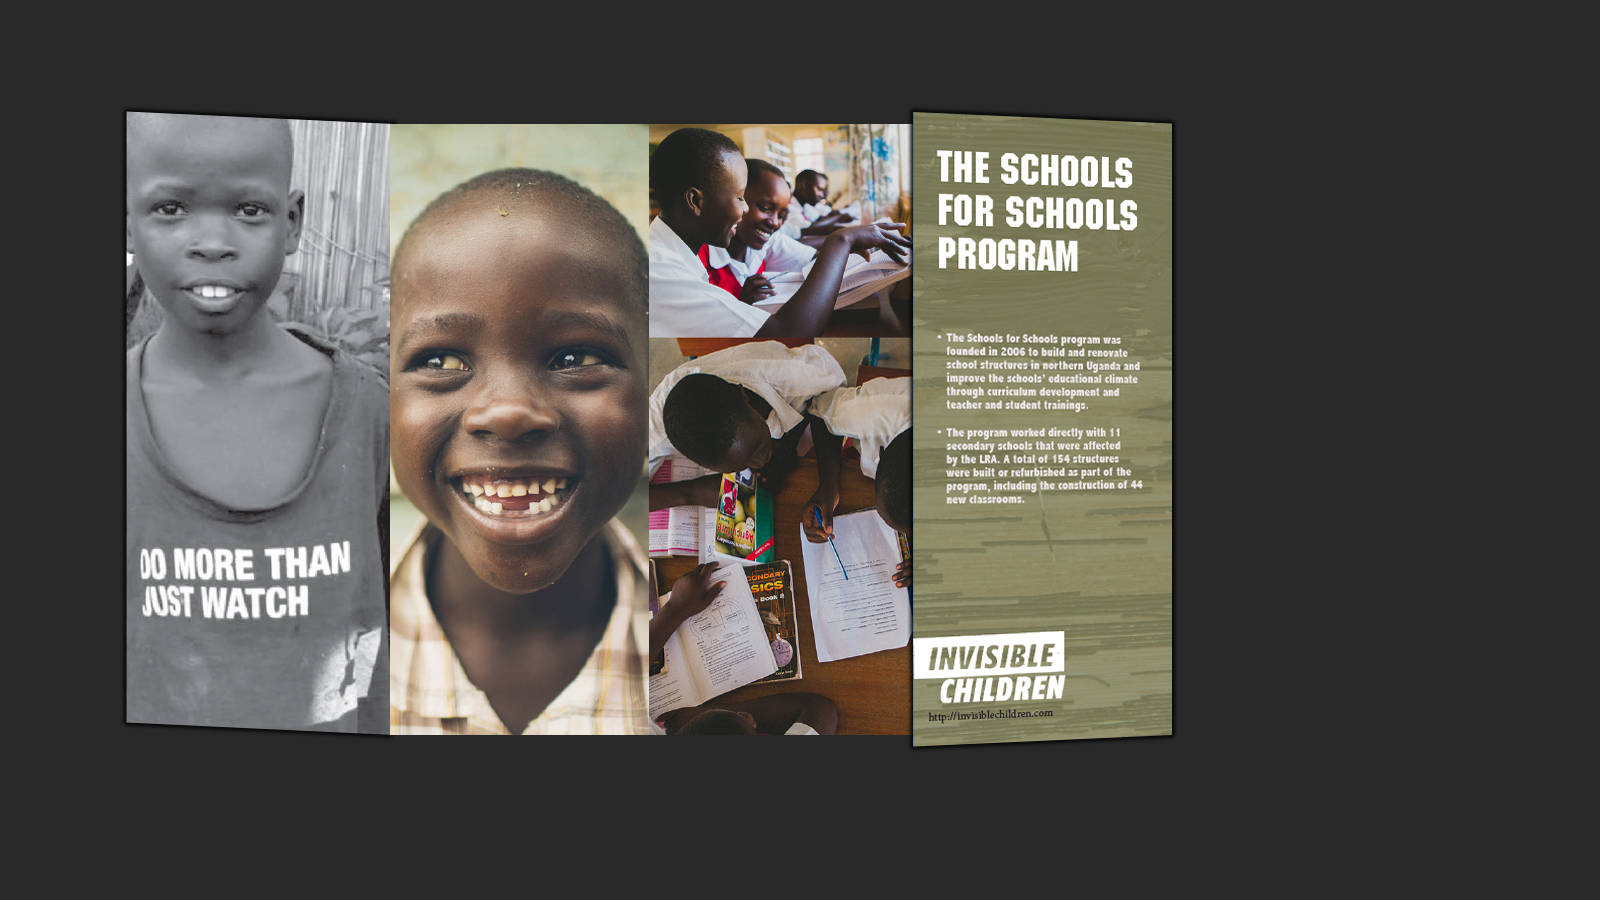 DO MORE THAN
JUST WATCH
Agriculture
SECONDARY
Book 2
THE SCHOOLS
FOR SCHOOLS
PROGRAM
• The Schools for Schools program was
founded in 2006 to build and renovate
school structures in northern Uganda and
improve the schools' educational climate
through curriculum development and
teacher and student trainings.
• The program worked directly with 11
secondary schools that were affected
by the LRA. A total of 154 structures
were built or refurbished as part of the
program, including the construction of 44
new classrooms.
INVISIBLE
CHILDREN
http://invisiblechildren.com